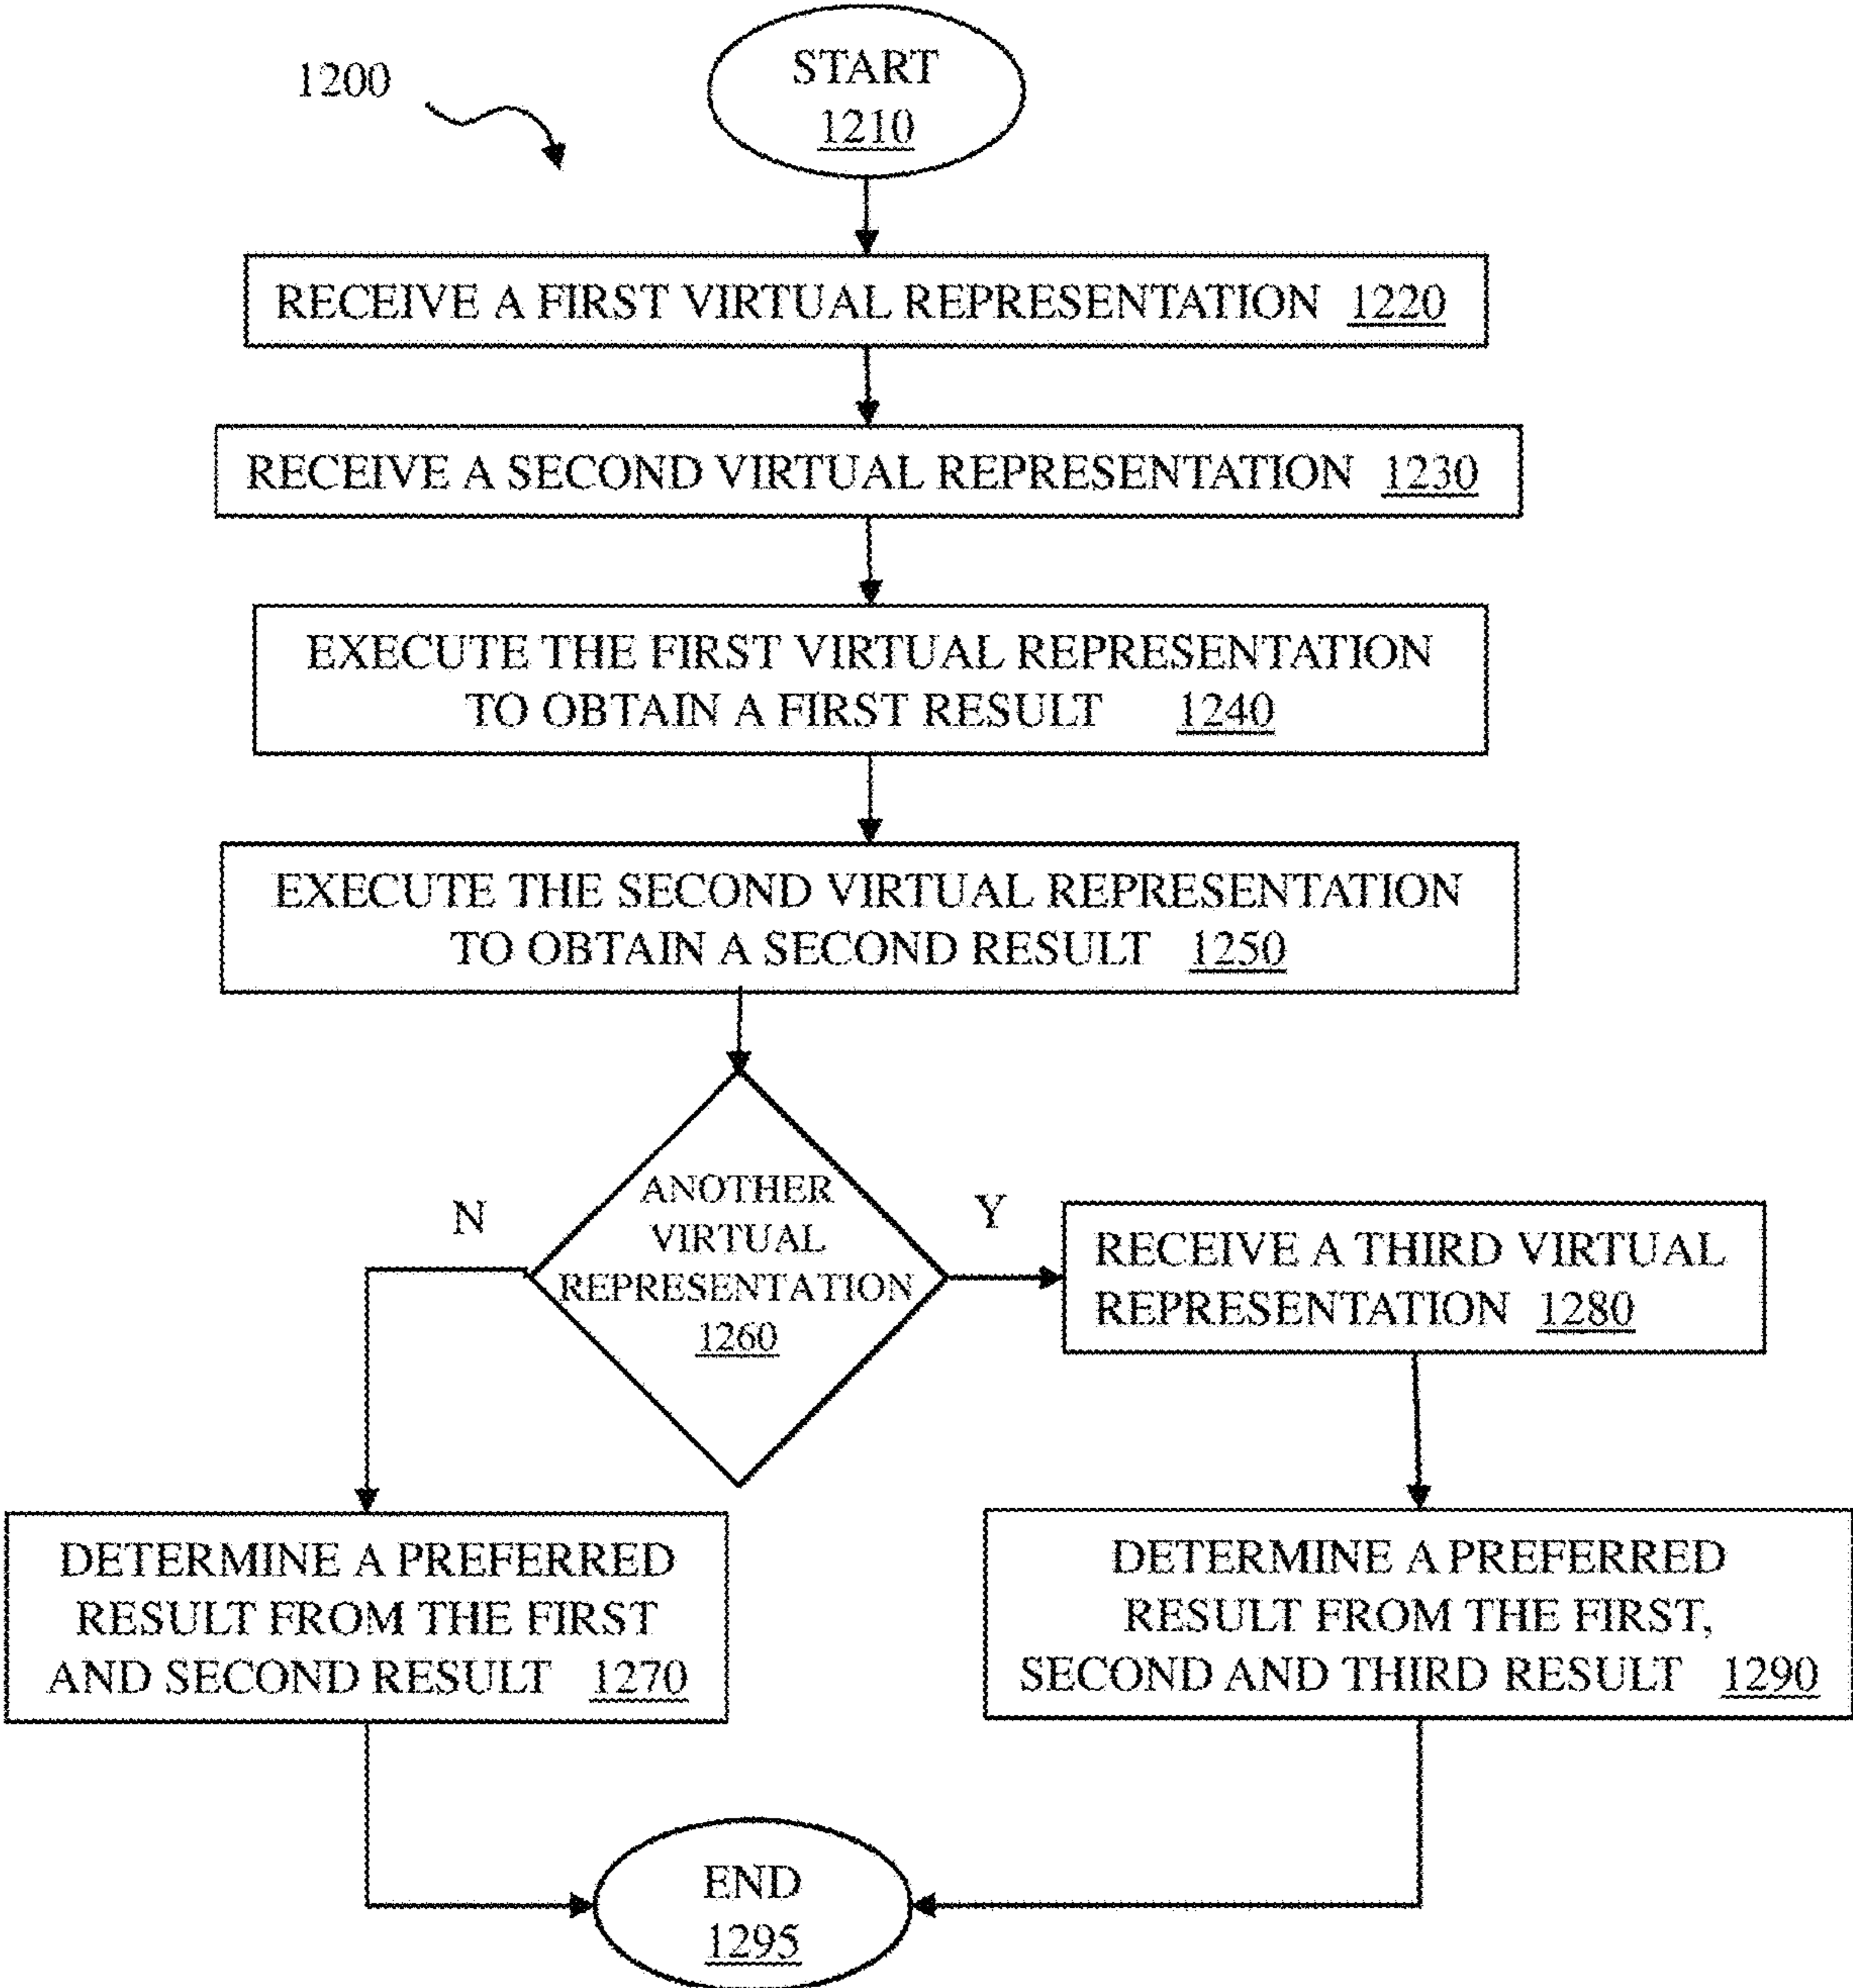 1200
START
1210
RECEIVE A FIRST VIRTUAL REPRESENTATION 1220
RECEIVE A SECOND VIRTUAL REPRESENTATION 1230
EXECUTE THE FIRST VIRTUAL REPRESENTATION
TO OBTAIN A FIRST RESULT 1240
EXECUTE THE SECOND VIRTUAL REPRESENTATION
TO OBTAIN A SECOND RESULT 1250
ANOTHER
VIRTUAL
REPRESENTATION
1260
N
Y
RECEIVE A THIRD VIRTUAL
REPRESENTATION 1280
DETERMINE A PREFERRED
RESULT FROM THE FIRST
AND SECOND RESULT 1270
DETERMINE A PREFERRED
RESULT FROM THE FIRST,
SECOND AND THIRD RESULT 1290
END
1295